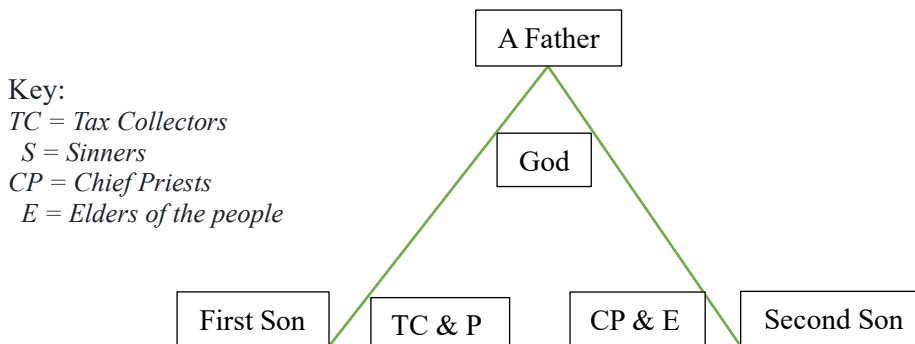 A Father
Key:
TC = Tax Collectors
S = Sinners
God
CP = Chief Priests
E = Elders of the people
First Son
TC & P
CP & E
Second Son